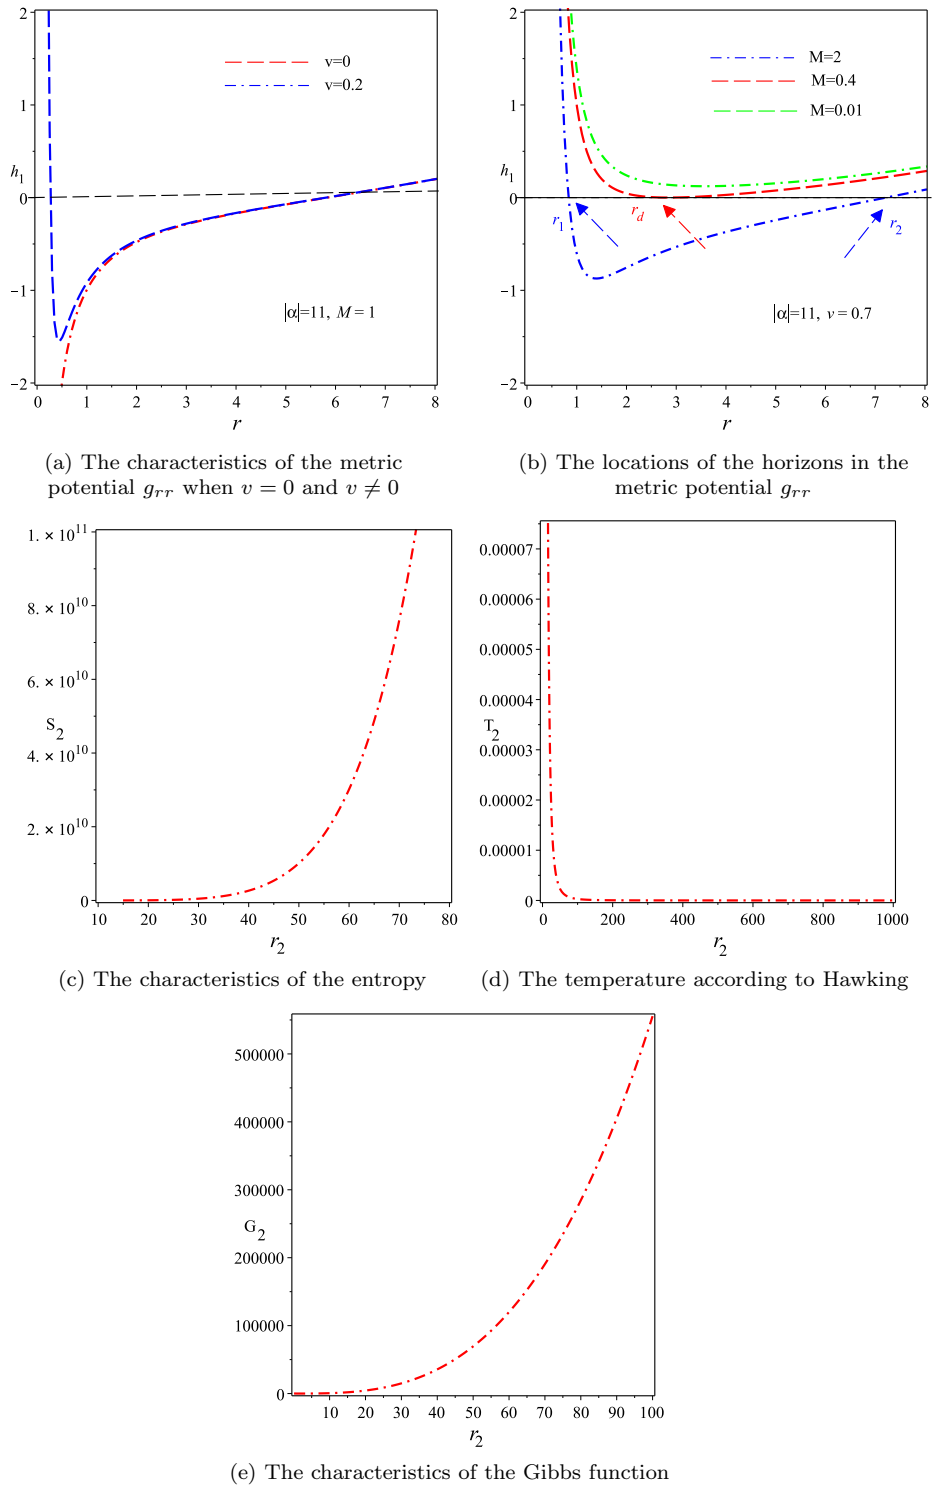 2
1
h1
0
−1
−2
v=0
v=0.2
|α|=11, M = 1
0 1 2 3 4 5 6 7 8
r
2
1
h1
0
−1
−2
M=2
M=0.4
M=0.01
r1
rd
r2
|α|=11, v = 0.7
0 1 2 3 4 5 6 7 8
r
(a) The characteristics of the metric
potential grr when v = 0 and v ≠ 0
(b) The locations of the horizons in the
metric potential grr
1. × 10^11
8. × 10^10
6. × 10^10
S2
4. × 10^10
2. × 10^10
0
10 20 30 40 50 60 70 80
r2
0.00007
0.00006
0.00005
0.00004
T2
0.00003
0.00002
0.00001
0
0 200 400 600 800 1000
r2
(c) The characteristics of the entropy
(d) The temperature according to Hawking
500000
400000
300000
G2
200000
100000
0
10 20 30 40 50 60 70 80 90 100
r2
(e) The characteristics of the Gibbs function